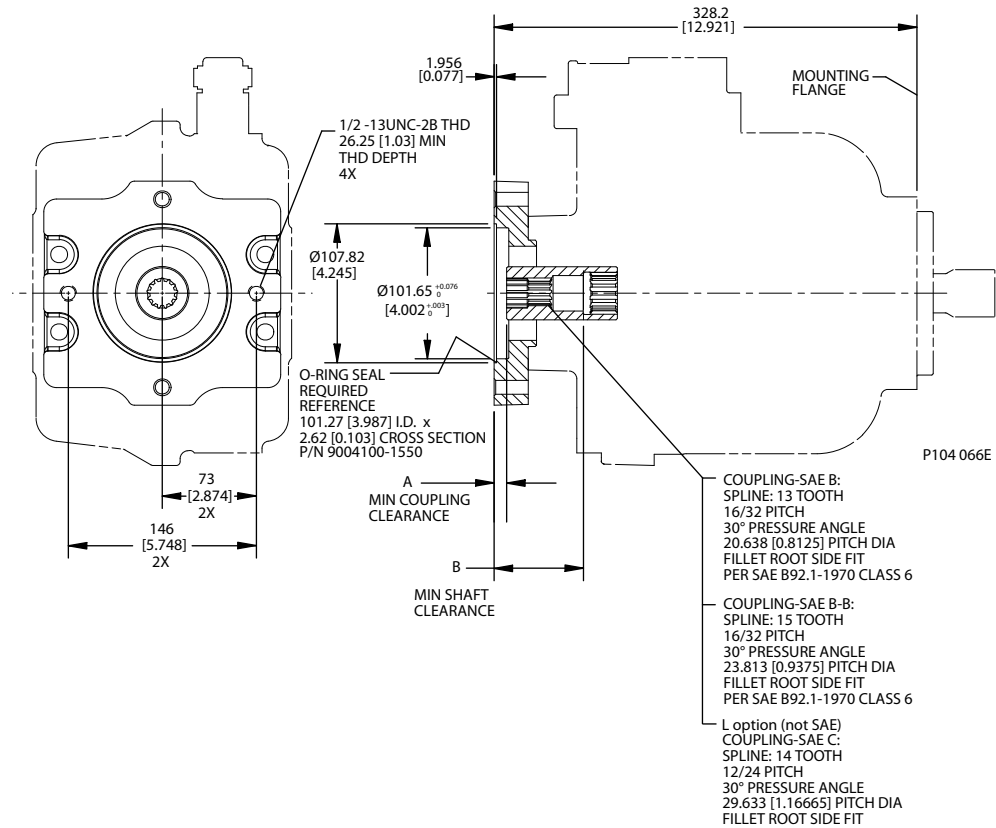 328.2
[12.921]
1.956
[0.077]
MOUNTING
FLANGE
1/2 -13UNC-2B THD
26.25 [1.03] MIN
THD DEPTH
4X
Ø107.82
[4.245]
Ø101.65 +0.076 0
[4.002 +.003 0]
O-RING SEAL
REQUIRED
REFERENCE
101.27 [3.987] I.D. x
2.62 [0.103] CROSS SECTION
P/N 9004100-1550
P104 066E
73
[2.874]
2X
146
[5.748]
2X
A
MIN COUPLING
CLEARANCE
B
MIN SHAFT
CLEARANCE
COUPLING-SAE B:
SPLINE: 13 TOOTH
16/32 PITCH
30° PRESSURE ANGLE
20.638 [0.8125] PITCH DIA
FILLET ROOT SIDE FIT
PER SAE B92.1-1970 CLASS 6
COUPLING-SAE B-B:
SPLINE: 15 TOOTH
16/32 PITCH
30° PRESSURE ANGLE
23.813 [0.9375] PITCH DIA
FILLET ROOT SIDE FIT
PER SAE B92.1-1970 CLASS 6
L option (not SAE)
COUPLING-SAE C:
SPLINE: 14 TOOTH
12/24 PITCH
30° PRESSURE ANGLE
29.633 [1.16665] PITCH DIA
FILLET ROOT SIDE FIT